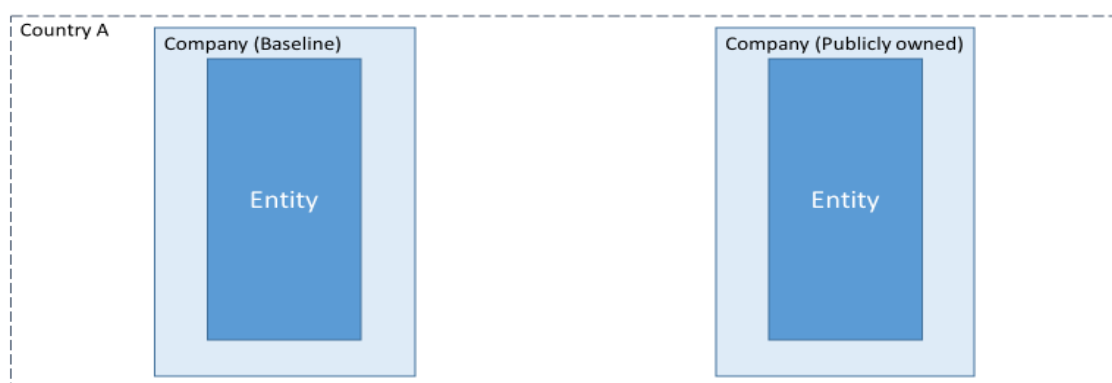 Country A
Company (Baseline)
Company (Publicly owned)
Entity
Entity